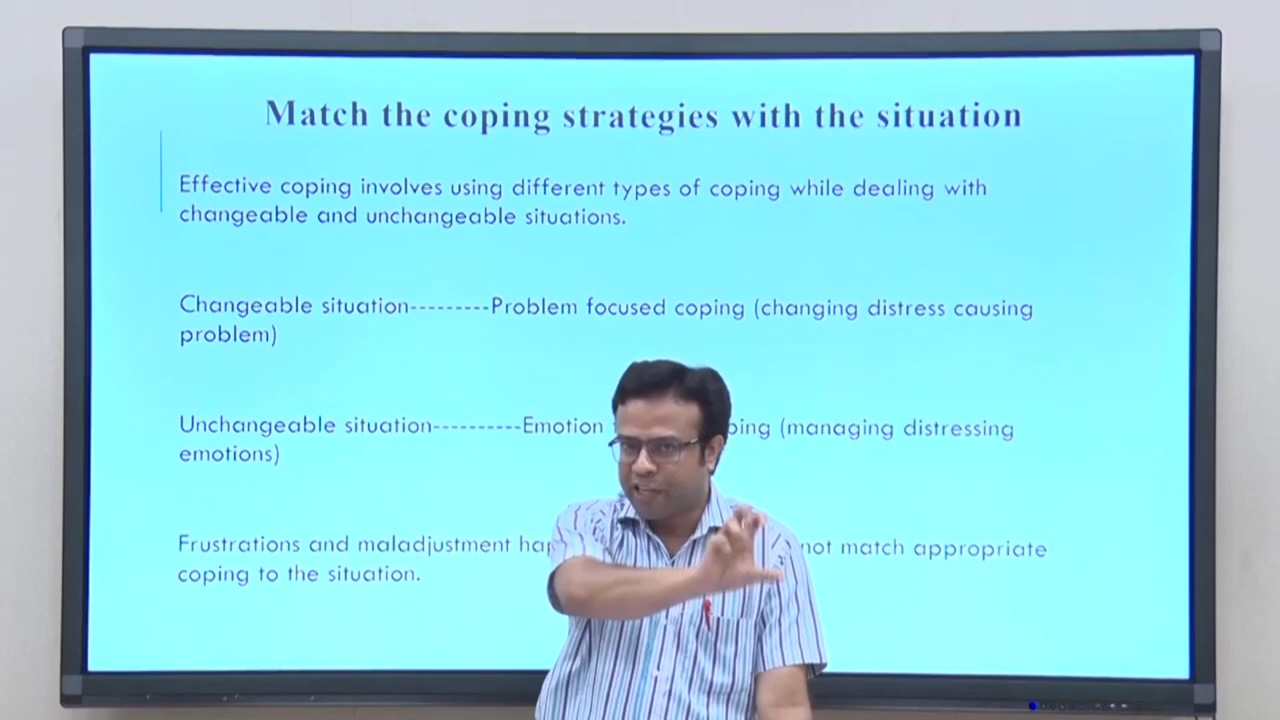 Match the coping strategies with the situation
Effective coping involves using different types of coping while dealing with
changeable and unchangeable situations.
Changeable situation---------Problem focused coping (changing distress causing
problem)
Unchangeable situation----------Emotion (managing distressing
emotions)
Frustrations and maladjustment not match appropriate
coping to the situation.